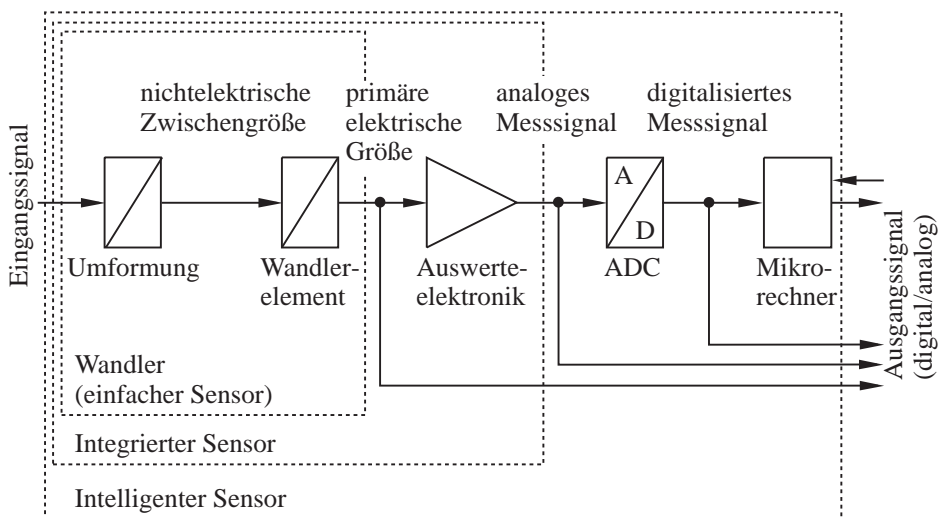 nichtelektrische
Zwischengröße
primäre
elektrische
Größe
analoges
Messsignal
digitalisiertes
Messsignal
Eingangssignal
A
D
Umformung
Wandler-
element
Auswerte-
elektronik
ADC
Mikro-
rechner
Ausgangssignal
(digital/analog)
Wandler
(einfacher Sensor)
Integrierter Sensor
Intelligenter Sensor